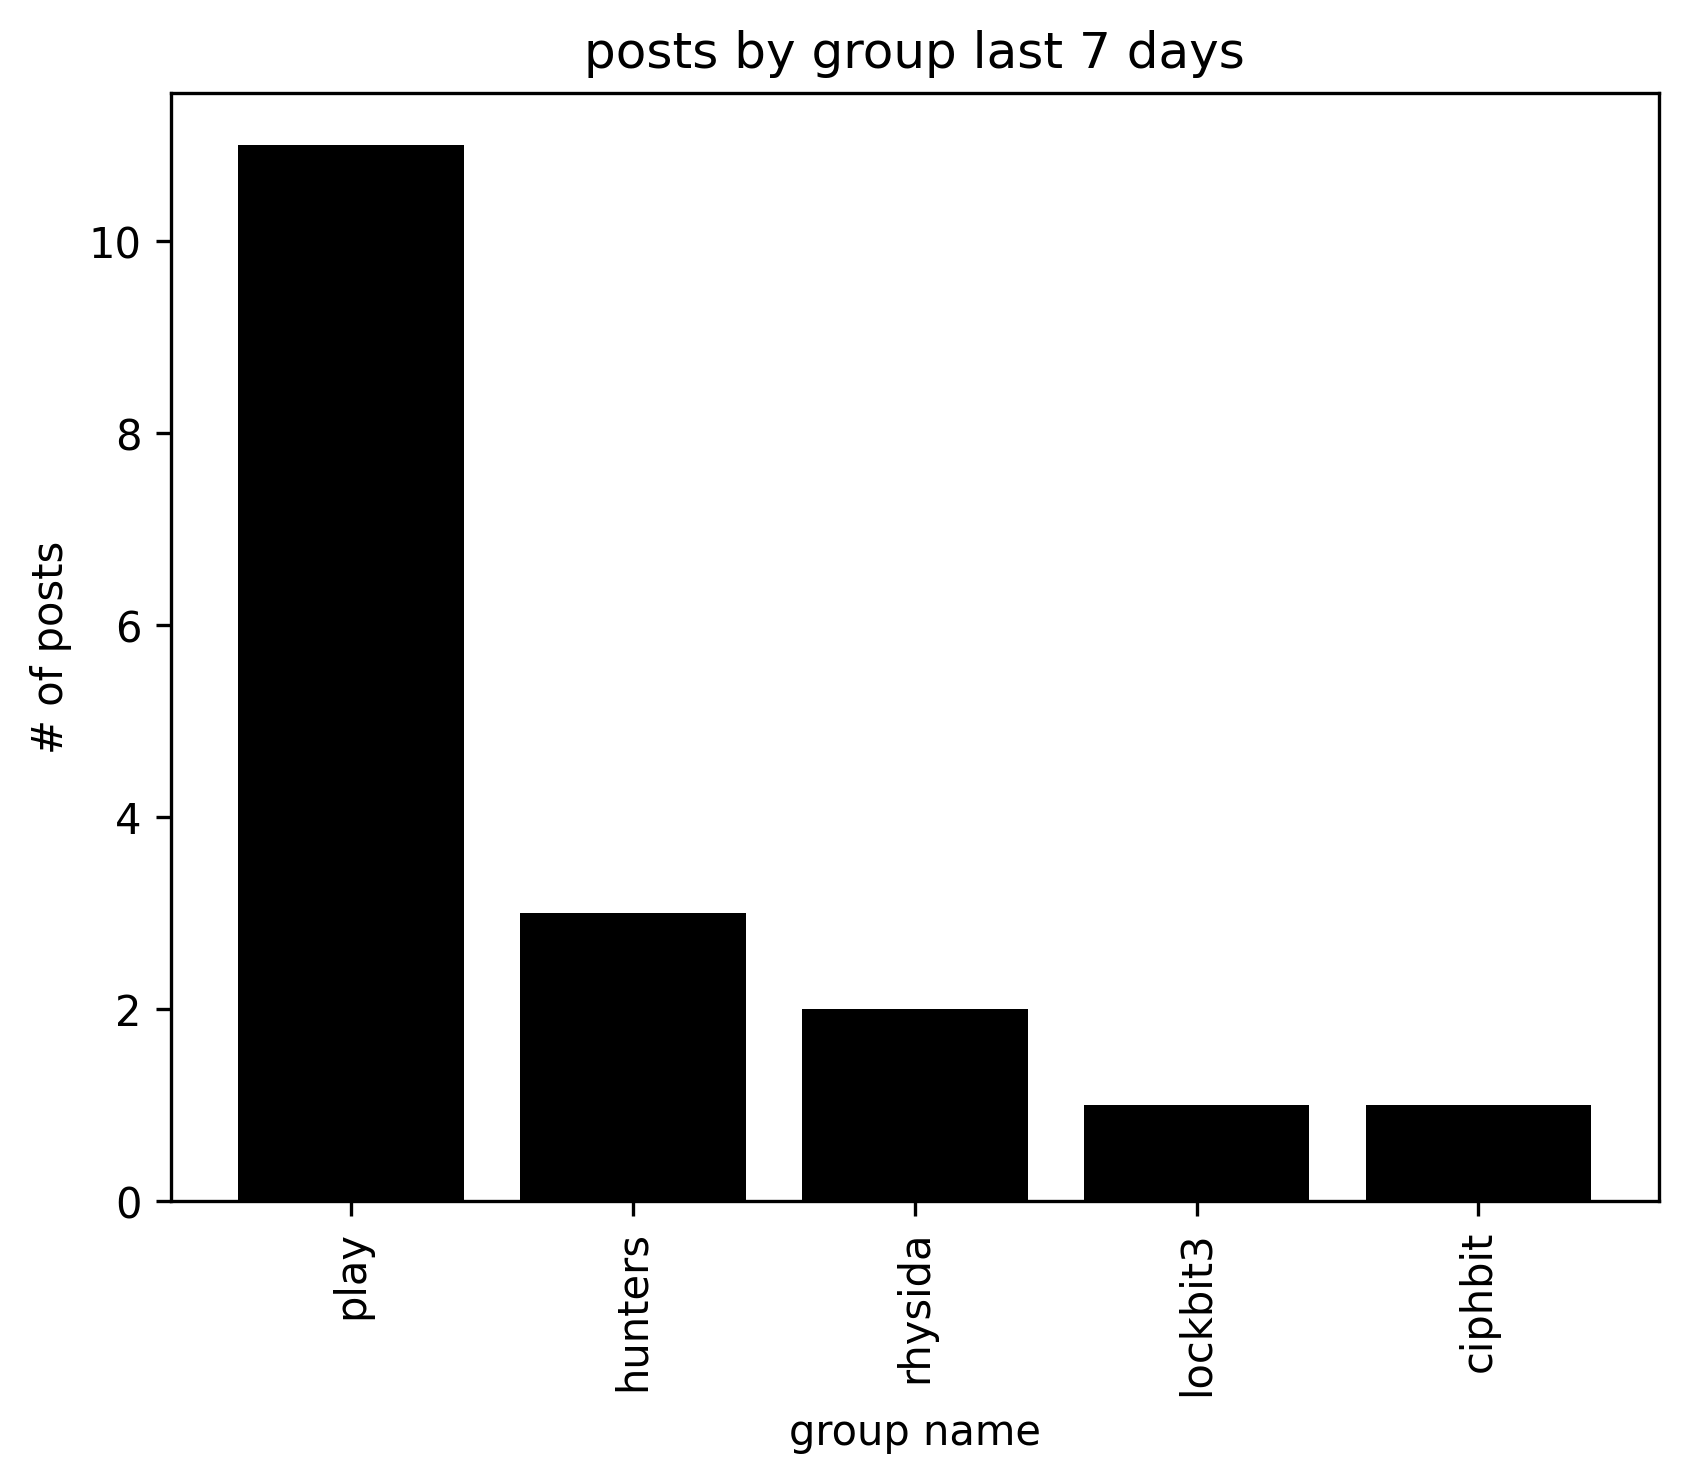 posts by group last 7 days
# of posts
10
8
6
4
2
0
play
hunters
rhysida
lockbit3
ciphbit
group name